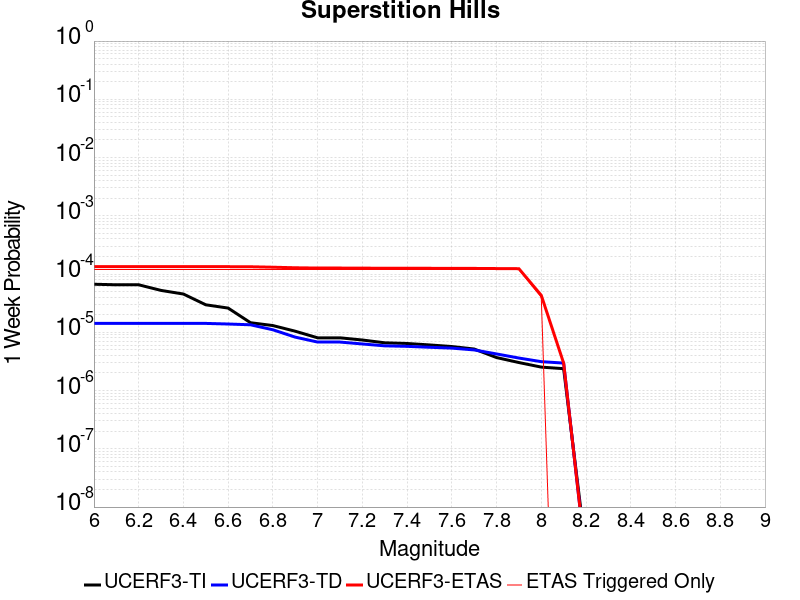 Superstition Hills
1 Week Probability
10^0
10^-1
10^-2
10^-3
10^-4
10^-5
10^-6
10^-7
10^-8
6 6.2 6.4 6.6 6.8 7 7.2 7.4 7.6 7.8 8 8.2 8.4 8.6 8.8 9
Magnitude
UCERF3-TI UCERF3-TD UCERF3-ETAS ETAS Triggered Only